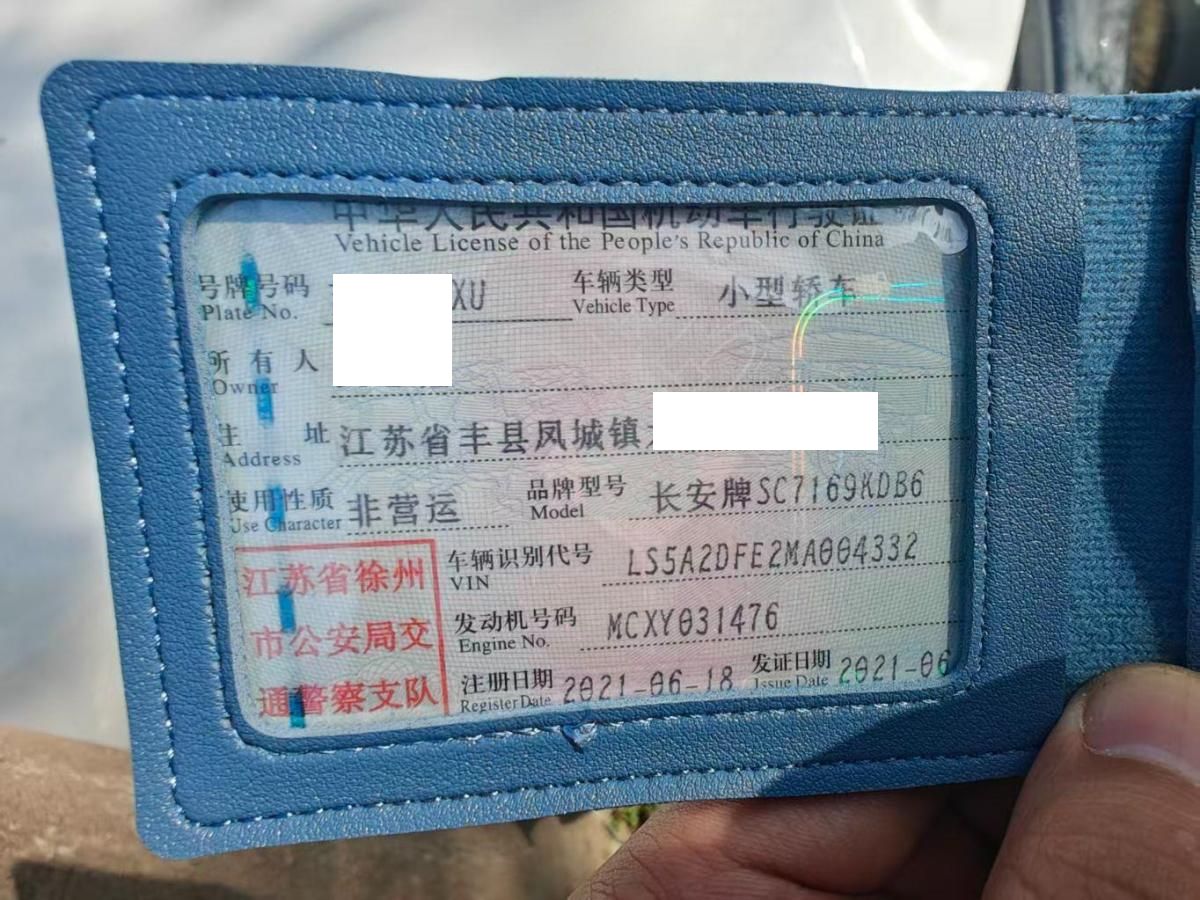 中华人民共和国机动车行驶证
Vehicle License of the People's Republic of China
号牌号码 XU 车辆类型 小型轿车
Plate No. Vehicle Type
所有人
Owner
住址 江苏省丰县凤城镇
Address
使用性质 非营运 品牌型号 长安牌SC7169KDB6
Use Character Model
江苏省徐州
市公安局交
通警察支队
车辆识别代号 LS5A2DFE2MA004332
VIN
发动机号码 MCXY031476
Engine No.
注册日期 2021-06-18 发证日期 2021-06
Register Date Issue Date